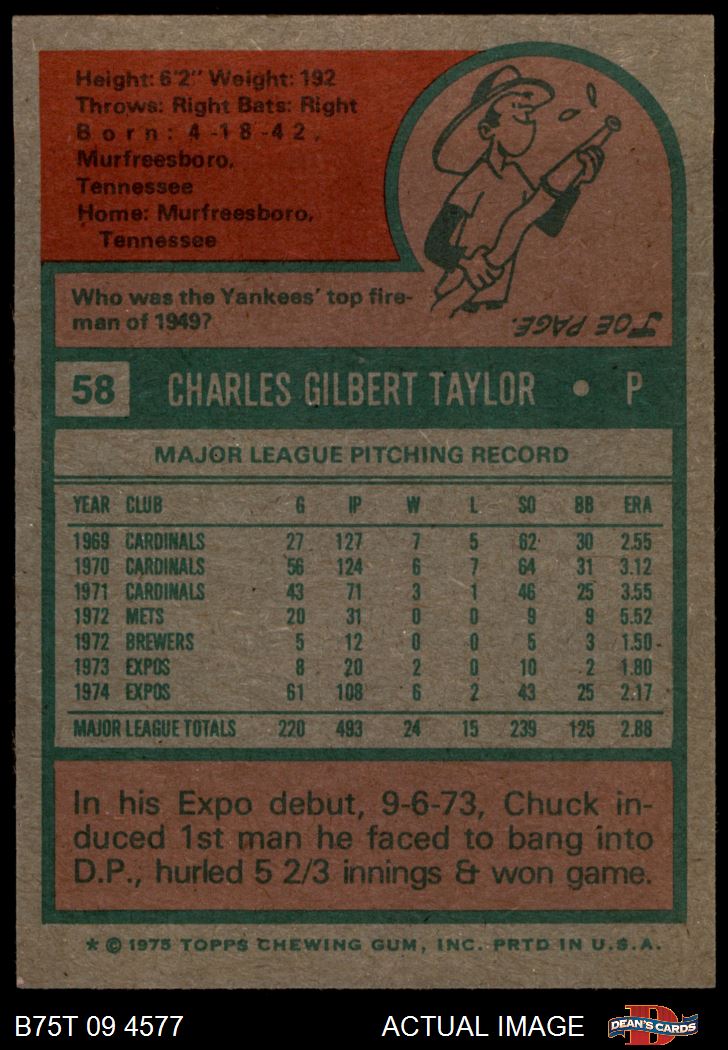 Height: 6'2" Weight: 192
Throws: Right Bats: Right
Born: 4-18-42,
Murfreesboro,
Tennessee
Home: Murfreesboro,
Tennessee
Who was the Yankees' top fire-
man of 1949?
JOE PAGE.
58 CHARLES GILBERT TAYLOR • P
MAJOR LEAGUE PITCHING RECORD
YEAR CLUB G IP W L SO BB ERA
1969 CARDINALS 27 127 7 5 62 30 2.55
1970 CARDINALS 56 124 6 7 64 31 3.12
1971 CARDINALS 43 71 3 1 46 25 3.55
1972 METS 20 31 0 0 9 9 5.52
1972 BREWERS 5 12 0 0 5 3 1.50
1973 EXPOS 8 20 2 0 10 2 1.80
1974 EXPOS 61 108 6 2 43 25 2.17
MAJOR LEAGUE TOTALS 220 493 24 15 239 125 2.88
In his Expo debut, 9-6-73, Chuck in-
duced 1st man he faced to bang into
D.P., hurled 5 2/3 innings & won game.
* © 1975 TOPPS CHEWING GUM, INC. PRTD IN U.S.A.
B75T 09 4577 ACTUAL IMAGE D DEAN'S CARDS